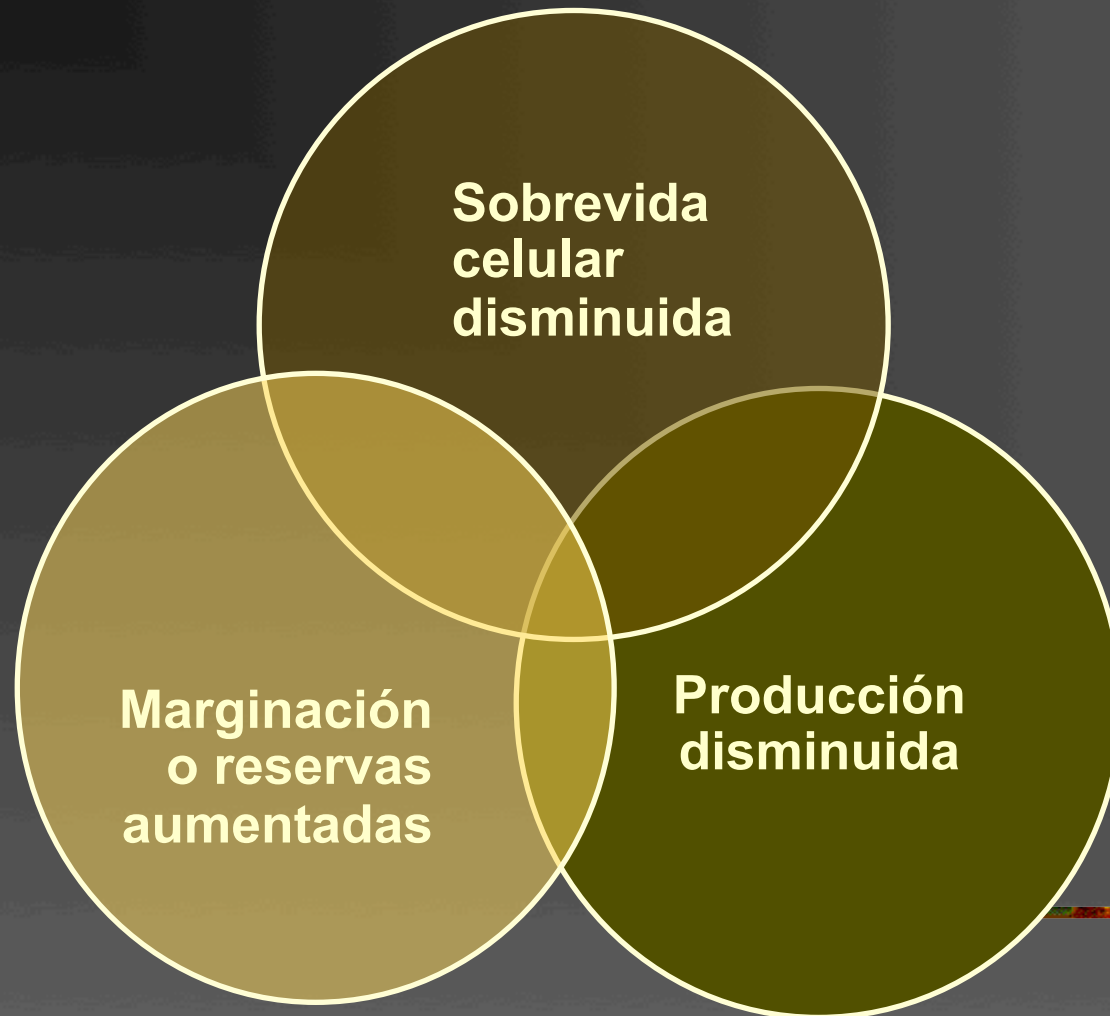 Sobrevida
celular
disminuida
Marginación
o reservas
aumentadas
Producción
disminuida